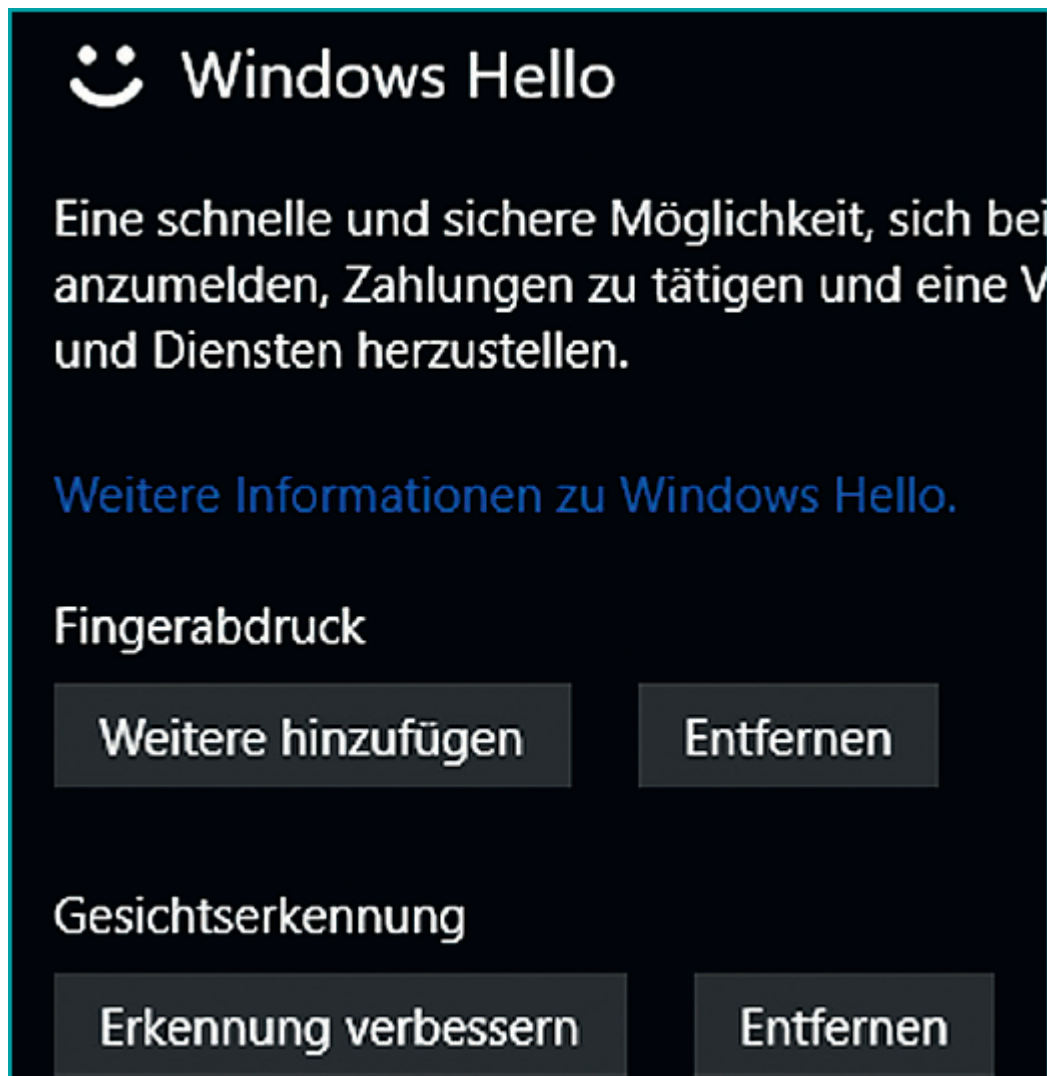 Windows Hello
Eine schnelle und sichere Möglichkeit, sich bei
anzumelden, Zahlungen zu tätigen und eine V
und Diensten herzustellen.
Weitere Informationen zu Windows Hello.
Fingerabdruck
Weitere hinzufügen Entfernen
Gesichtserkennung
Erkennung verbessern Entfernen